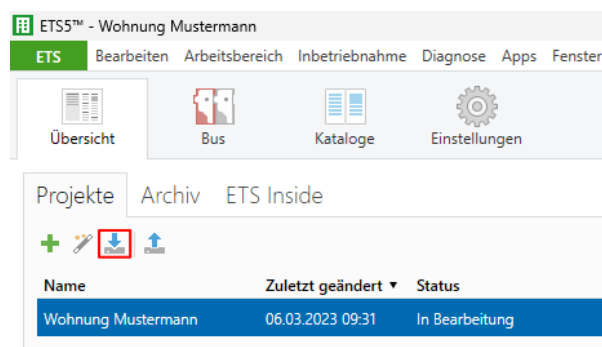 ETS5™ - Wohnung Mustermann
ETS Bearbeiten Arbeitsbereich Inbetriebnahme Diagnose Apps Fenster
Übersicht Bus Kataloge Einstellungen
Projekte Archiv ETS Inside
Name Zuletzt geändert ▼ Status
Wohnung Mustermann 06.03.2023 09:31 In Bearbeitung